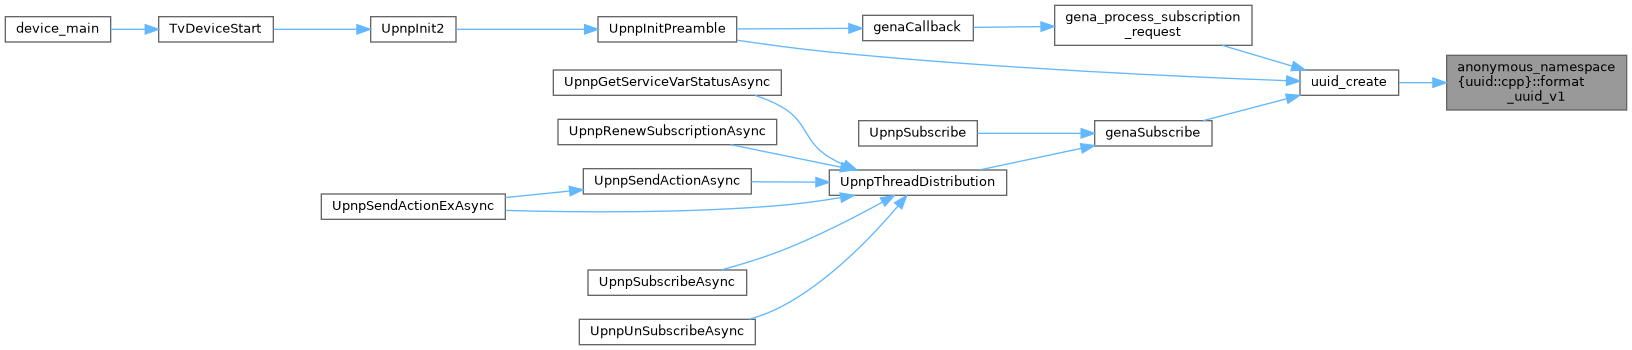 device_main
TvDeviceStart
UpnpInit2
UpnpInitPreamble
genaCallback
gena_process_subscription
_request
uuid_create
anonymous_namespace
{uuid::cpp}::format
_uuid_v1
UpnpGetServiceVarStatusAsync
UpnpRenewSubscriptionAsync
UpnpSubscribe
genaSubscribe
UpnpSendActionAsync
UpnpThreadDistribution
UpnpSendActionExAsync
UpnpSubscribeAsync
UpnpUnSubscribeAsync